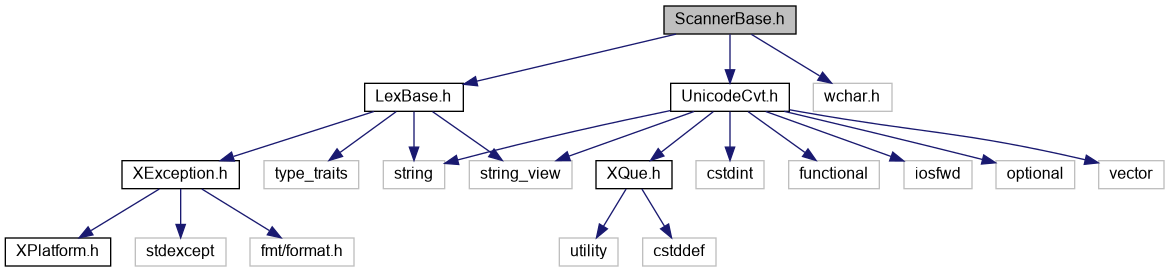 ScannerBase.h
LexBase.h
UnicodeCvt.h
wchar.h
XException.h
type_traits
string
string_view
XQue.h
cstdint
functional
iosfwd
optional
vector
XPlatform.h
stdexcept
fmt/format.h
utility
cstddef